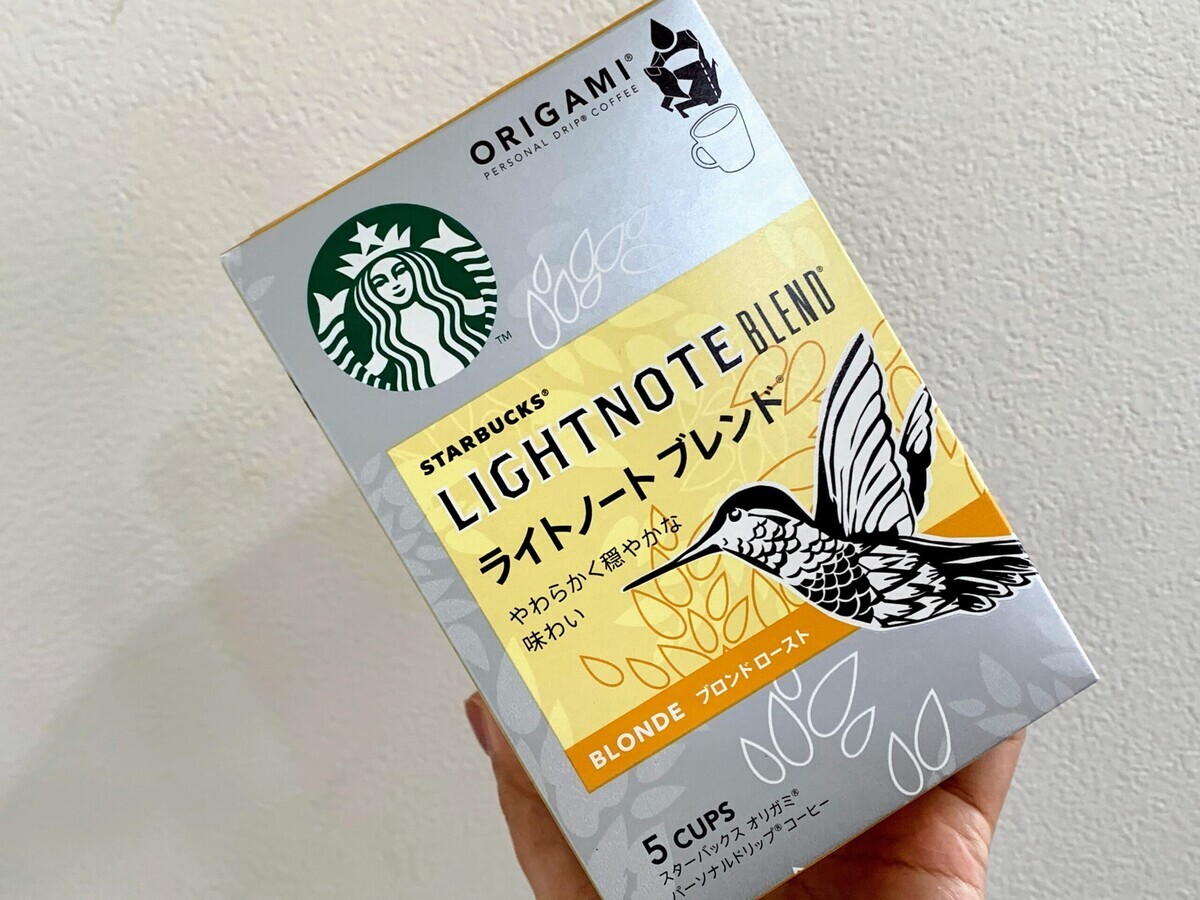 ORIGAMI®
PERSONAL DRIP® COFFEE
TM
STARBUCKS®
LIGHTNOTE BLEND®
ライトノート ブレンド®
やわらかく穏やかな
味わい
BLONDE ブロンド ロースト
5 CUPS
スターバックス オリガミ®
パーソナルドリップ® コーヒー